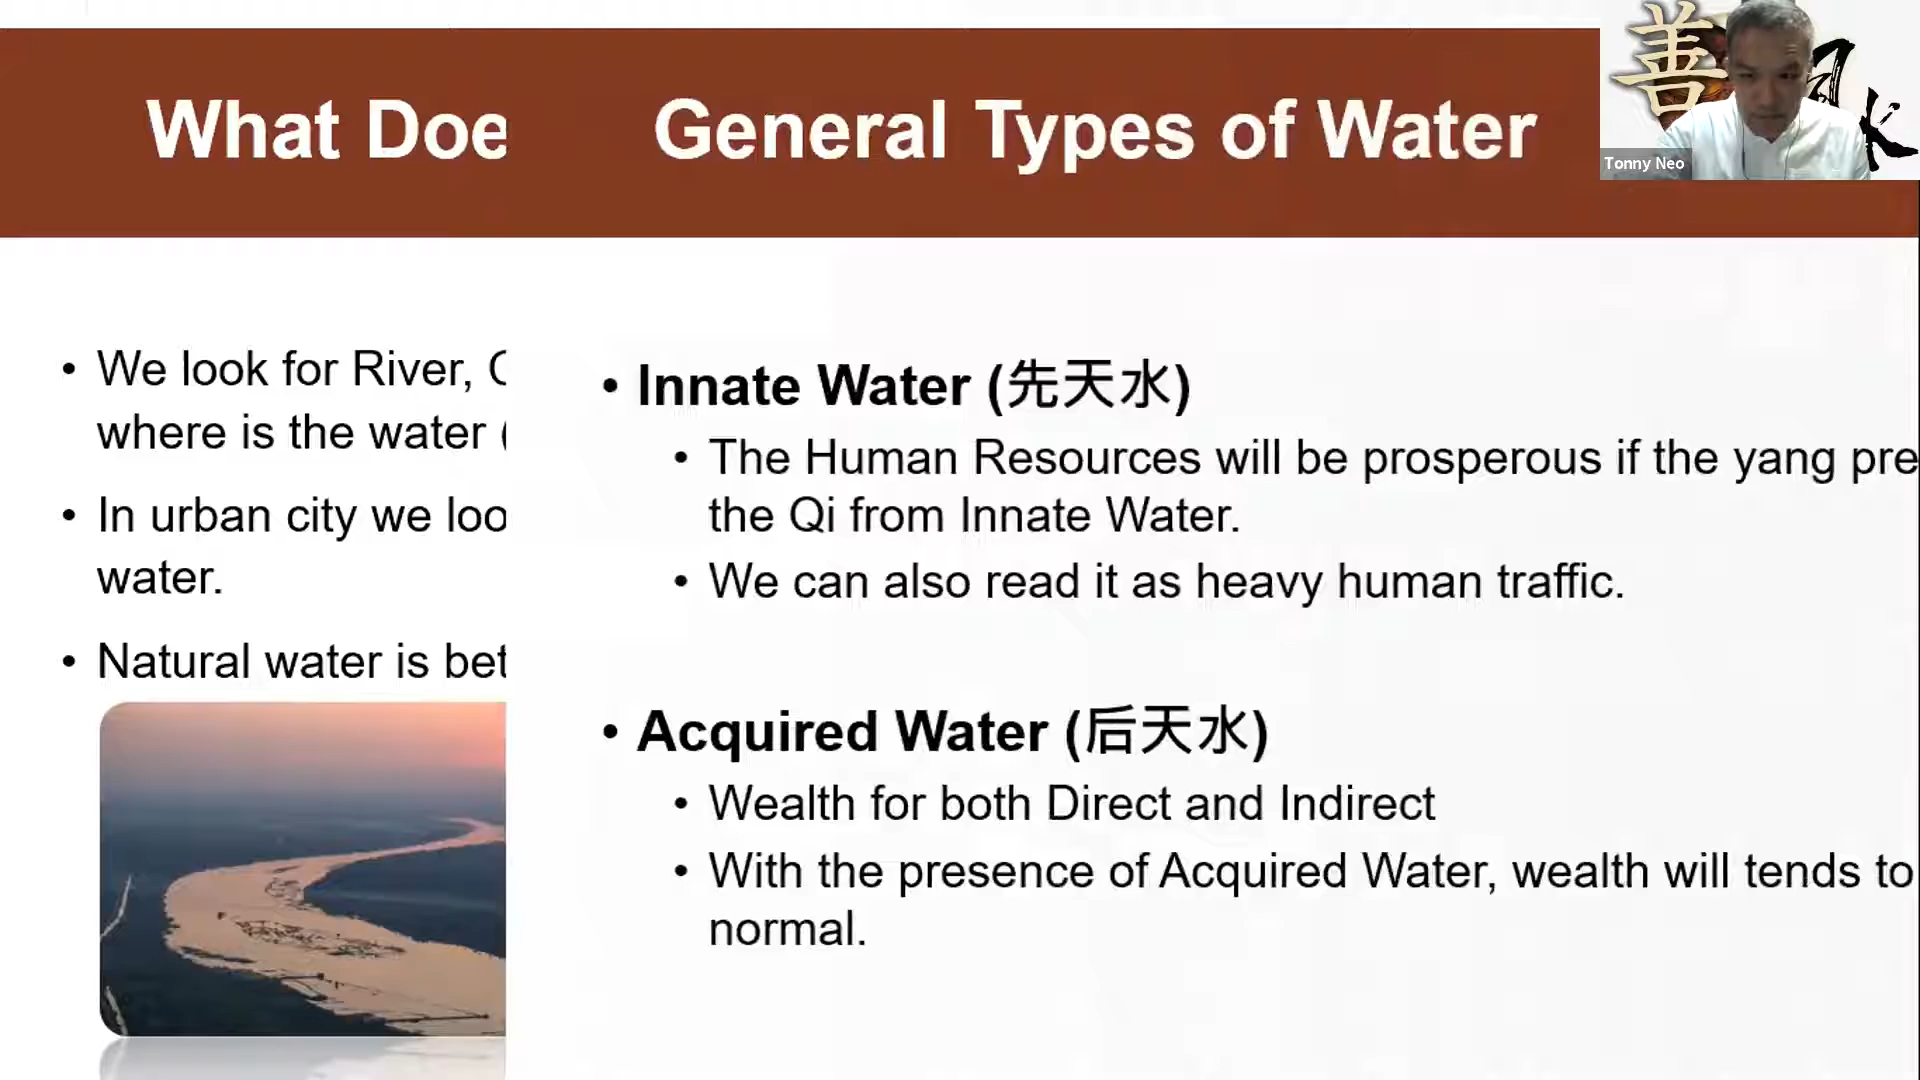 What Doe
General Types of Water
善
水
Tonny Neo
We look for River,
where is the water (
In urban city we loo
water.
Natural water is bet
• Innate Water (先天水)
• The Human Resources will be prosperous if the yang pre
the Qi from Innate Water.
• We can also read it as heavy human traffic.
• Acquired Water (后天水)
• Wealth for both Direct and Indirect
• With the presence of Acquired Water, wealth will tends to
normal.